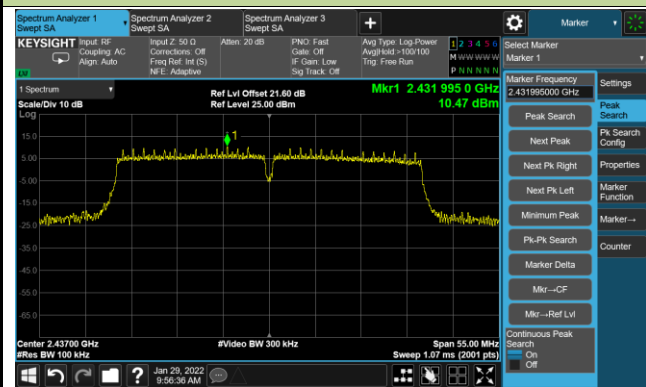 Spectrum Analyzer 1
Swept SA
Spectrum Analyzer 2
Swept SA
Spectrum Analyzer 3
Swept SA
+
Marker
KEYSIGHT
Input: RF
Coupling: AC
Align: Auto
Input Z: 50 Ω
Corrections: Off
Freq Ref: Int (S)
NFE: Adaptive
Atten: 20 dB
PNO: Fast
Gate: Off
IF Gain: Low
Sig Track: Off
Avg Type: Log-Power
Avg|Hold >100/100
Trig: Free Run
1 2 3 4 5 6
M W W W W W
P N N N N N
LXI
Select Marker
Marker 1
1 Spectrum
Scale/Div 10 dB
Log
Ref Lvl Offset 21.60 dB
Ref Level 25.00 dBm
Mkr1 2.431 995 0 GHz
10.47 dBm
15.0
5.00
-5.00
-15.0
-25.0
-35.0
-45.0
-55.0
-65.0
1
Center 2.43700 GHz
#Res BW 100 kHz
#Video BW 300 kHz
Span 55.00 MHz
Sweep 1.07 ms (2001 pts)
Marker Frequency
2.431995000 GHz
Peak Search
Next Peak
Next Pk Right
Next Pk Left
Minimum Peak
Pk-Pk Search
Marker Delta
Mkr→CF
Mkr→Ref Lvl
Continuous Peak
Search
On
Off
Settings
Peak
Search
Pk Search
Config
Properties
Marker
Function
Marker→
Counter
?
Jan 29, 2022
9:56:36 AM